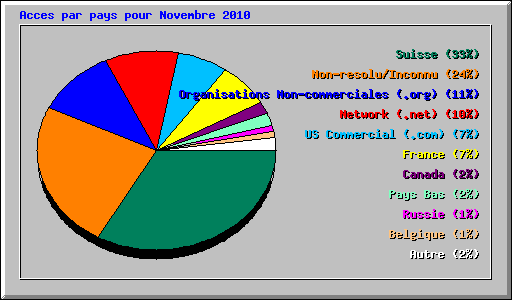 Acces par pays pour Novembre 2010
Suisse (33%)
Non-resolu/Inconnu (24%)
Organisations Non-commerciales (.org) (11%)
Network (.net) (10%)
US Commercial (.com) (7%)
France (7%)
Canada (2%)
Pays Bas (2%)
Russie (1%)
Belgique (1%)
Autre (2%)